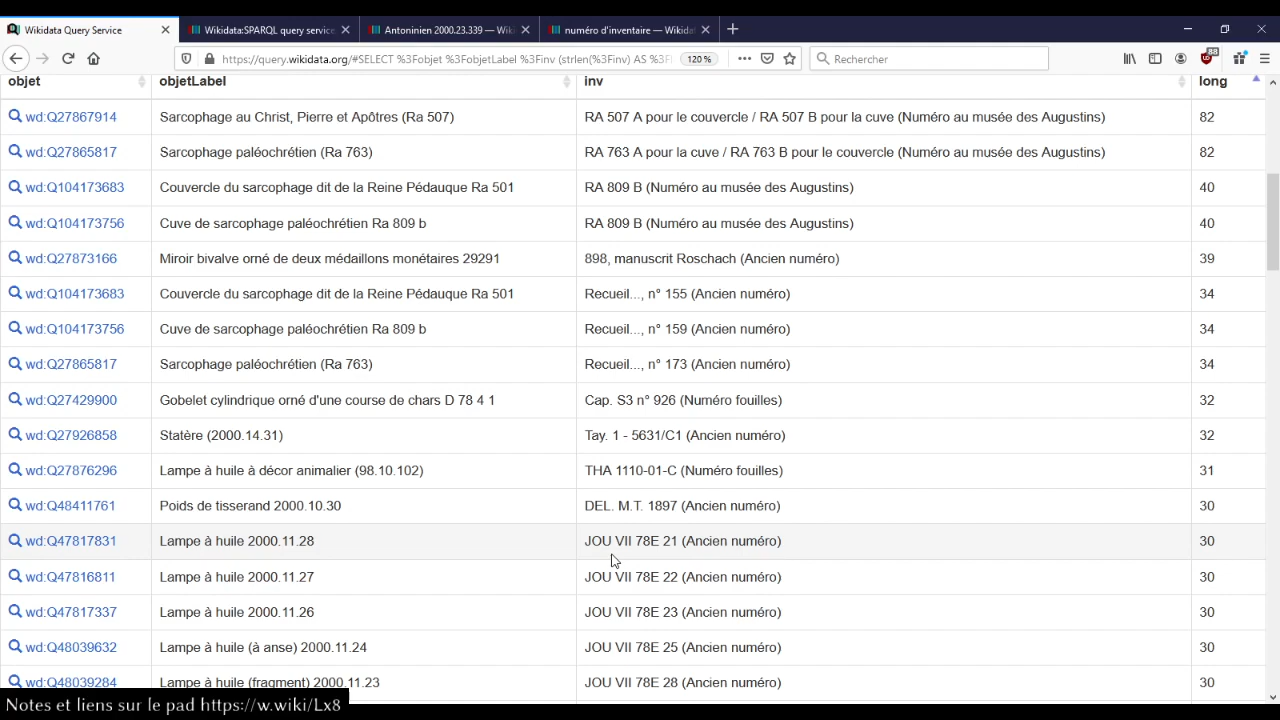 Wikidata Query Service
Wikidata:SPARQL query service
Antoninien 2000.23.339 — Wiki
numéro d'inventaire — Wikidat
https://query.wikidata.org/#SELECT %3Fobjet %3FobjetLabel %3Finv (strlen(%3Finv) AS %3Fl
120 %
Rechercher
88
objet objetLabel inv long
wd:Q27867914 Sarcophage au Christ, Pierre et Apôtres (Ra 507) RA 507 A pour le couvercle / RA 507 B pour la cuve (Numéro au musée des Augustins) 82
wd:Q27865817 Sarcophage paléochrétien (Ra 763) RA 763 A pour la cuve / RA 763 B pour le couvercle (Numéro au musée des Augustins) 82
wd:Q104173683 Couvercle du sarcophage dit de la Reine Pédauque Ra 501 RA 809 B (Numéro au musée des Augustins) 40
wd:Q104173756 Cuve de sarcophage paléochrétien Ra 809 b RA 809 B (Numéro au musée des Augustins) 40
wd:Q27873166 Miroir bivalve orné de deux médaillons monétaires 29291 898, manuscrit Roschach (Ancien numéro) 39
wd:Q104173683 Couvercle du sarcophage dit de la Reine Pédauque Ra 501 Recueil..., n° 155 (Ancien numéro) 34
wd:Q104173756 Cuve de sarcophage paléochrétien Ra 809 b Recueil..., n° 159 (Ancien numéro) 34
wd:Q27865817 Sarcophage paléochrétien (Ra 763) Recueil..., n° 173 (Ancien numéro) 34
wd:Q27429900 Gobelet cylindrique orné d'une course de chars D 78 4 1 Cap. S3 n° 926 (Numéro fouilles) 32
wd:Q27926858 Statère (2000.14.31) Tay. 1 - 5631/C1 (Ancien numéro) 32
wd:Q27876296 Lampe à huile à décor animalier (98.10.102) THA 1110-01-C (Numéro fouilles) 31
wd:Q48411761 Poids de tisserand 2000.10.30 DEL. M.T. 1897 (Ancien numéro) 30
wd:Q47817831 Lampe à huile 2000.11.28 JOU VII 78E 21 (Ancien numéro) 30
wd:Q47816811 Lampe à huile 2000.11.27 JOU VII 78E 22 (Ancien numéro) 30
wd:Q47817337 Lampe à huile 2000.11.26 JOU VII 78E 23 (Ancien numéro) 30
wd:Q48039632 Lampe à huile (à anse) 2000.11.24 JOU VII 78E 25 (Ancien numéro) 30
wd:Q48039284 Lampe à huile (fragment) 2000.11.23 JOU VII 78E 28 (Ancien numéro) 30
Notes et liens sur le pad https://w.wiki/Lx8